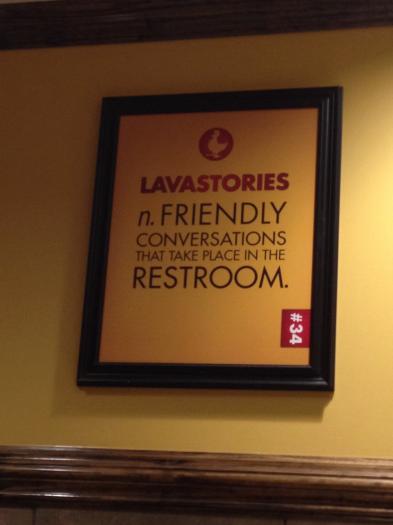 LAVASTORIES
n. FRIENDLY
CONVERSATIONS
THAT TAKE PLACE IN THE
RESTROOM.
#34